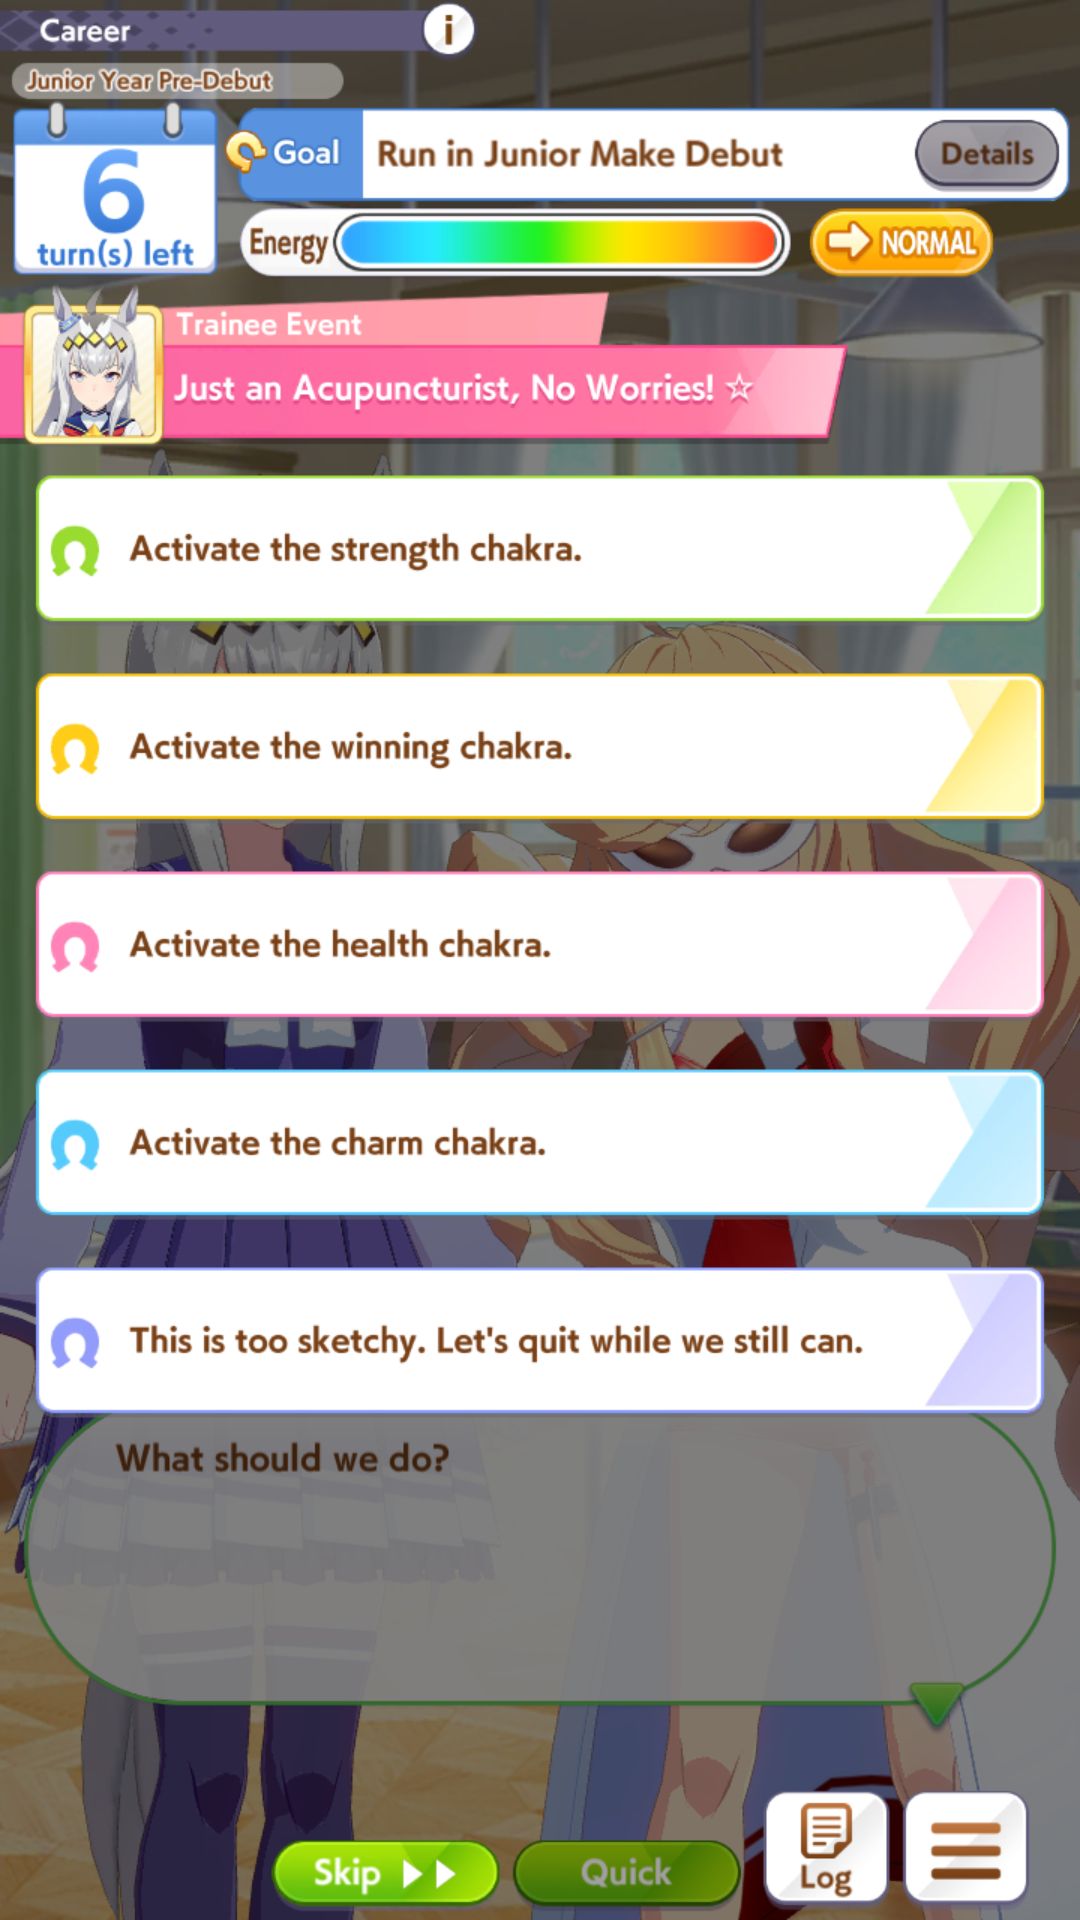 Career
i
Junior Year Pre-Debut
6
turn(s) left
Goal
Run in Junior Make Debut
Details
Energy
NORMAL
Trainee Event
Just an Acupuncturist, No Worries! ☆
Activate the strength chakra.
Activate the winning chakra.
Activate the health chakra.
Activate the charm chakra.
This is too sketchy. Let's quit while we still can.
What should we do?
Skip
Quick
Log